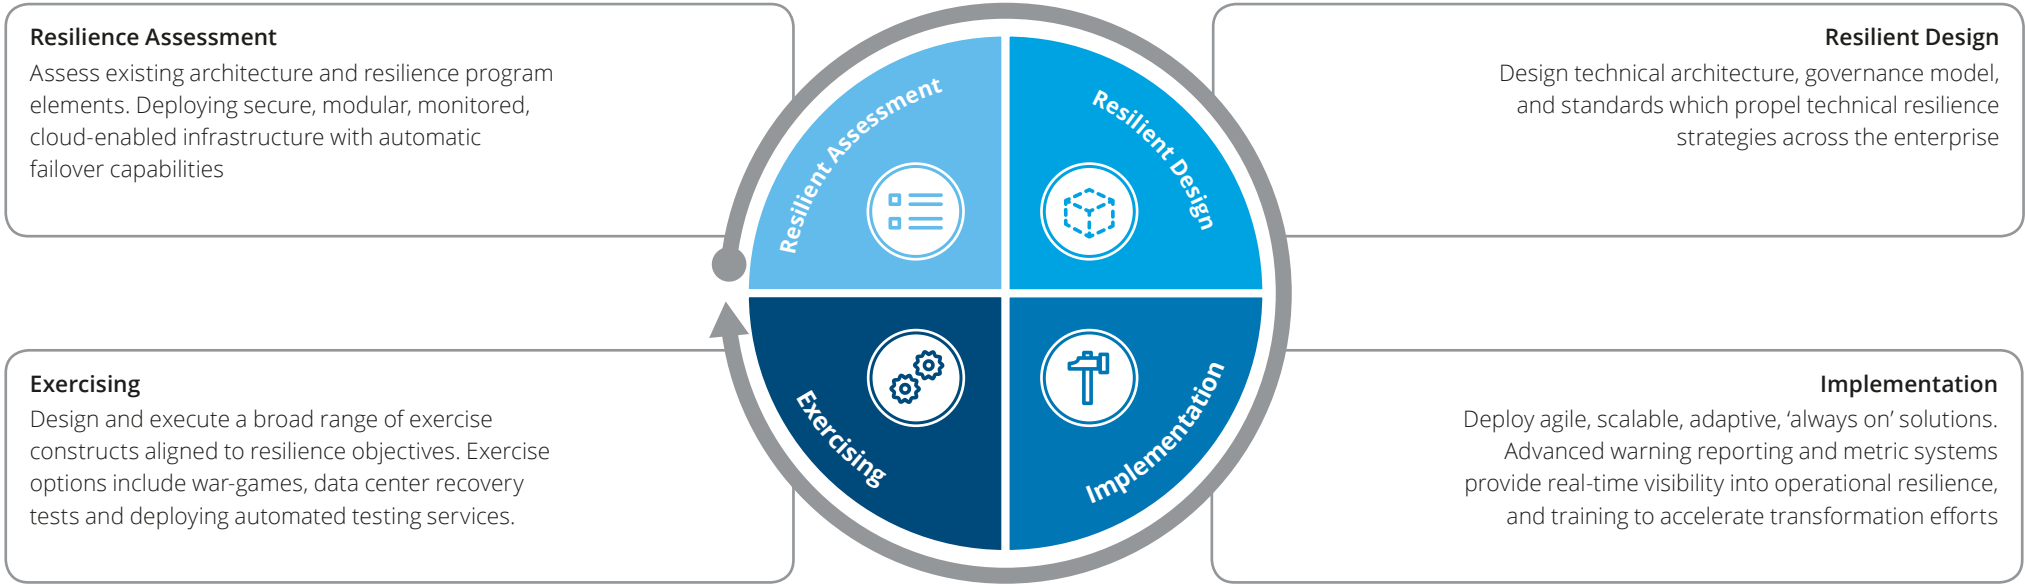 Resilience Assessment
Assess existing architecture and resilience program
elements. Deploying secure, modular, monitored,
cloud-enabled infrastructure with automatic
failover capabilities
Resilient Assessment
Resilient Design
Resilient Design
Design technical architecture, governance model,
and standards which propel technical resilience
strategies across the enterprise
Exercising
Design and execute a broad range of exercise
constructs aligned to resilience objectives. Exercise
options include war-games, data center recovery
tests and deploying automated testing services.
Exercising
Implementation
Implementation
Deploy agile, scalable, adaptive, ‘always on’ solutions.
Advanced warning reporting and metric systems
provide real-time visibility into operational resilience,
and training to accelerate transformation efforts